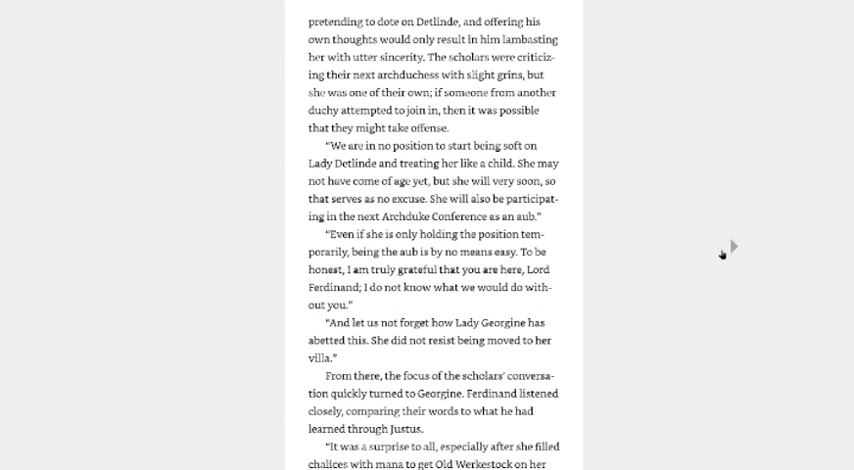 pretending to dote on Detlinde, and offering his
own thoughts would only result in him lambasting
her with utter sincerity. The scholars were criticiz-
ing their next archduchess with slight grins, but
she was one of their own; if someone from another
duchy attempted to join in, then it was possible
that they might take offense.
“We are in no position to start being soft on
Lady Detlinde and treating her like a child. She may
not have come of age yet, but she will very soon, so
that serves as no excuse. She will also be participat-
ing in the next Archduke Conference as an aub.”
“Even if she is only holding the position tem-
porarily, being the aub is by no means easy. To be
honest, I am truly grateful that you are here, Lord
Ferdinand; I do not know what we would do with-
out you.”
“And let us not forget how Lady Georgine has
abetted this. She did not resist being moved to her
villa.”
From there, the focus of the scholars’ conversa-
tion quickly turned to Georgine. Ferdinand listened
closely, comparing their words to what he had
learned through Justus.
“It was a surprise to all, especially after she filled
chalices with mana to get Old Werkestock on her